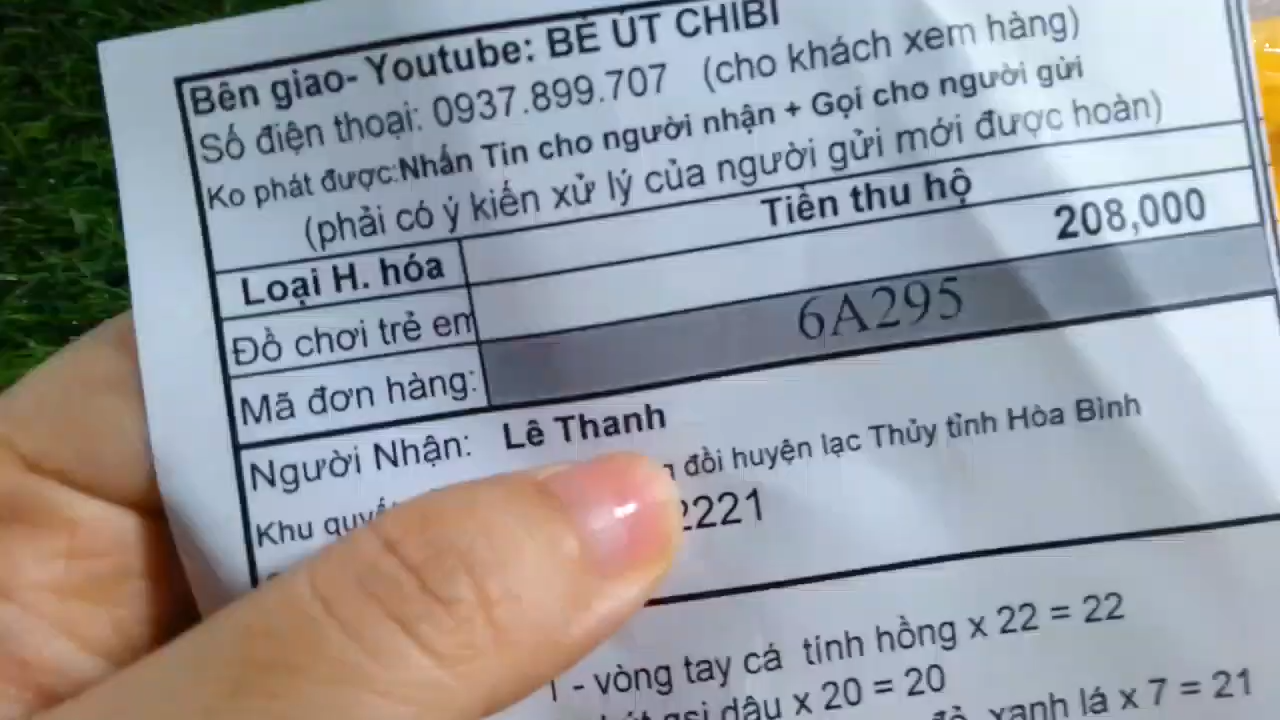 Bên giao- Youtube: BÉ ÚT CHIBI
Số điện thoại: 0937.899.707 (cho khách xem hàng)
Ko phát được:Nhắn Tin cho người nhận + Gọi cho người gửi
(phải có ý kiến xử lý của người gửi mới được hoàn)
Loại H. hóa Tiền thu hộ
Đồ chơi trẻ em 208,000
Mã đơn hàng: 6A295
Người Nhận: Lê Thanh
Khu đồi huyện lạc Thủy tỉnh Hòa Bình
2221
1 - vòng tay cá tính hồng x 22 = 22
dâu x 20 = 20
xanh lá x 7 = 21